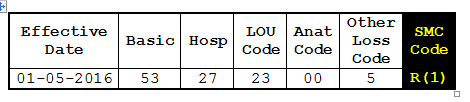 Effective Date Basic Hosp LOU Code Anat Code Other Loss Code SMC Code
01-05-2016 53 27 23 00 5 R(1)